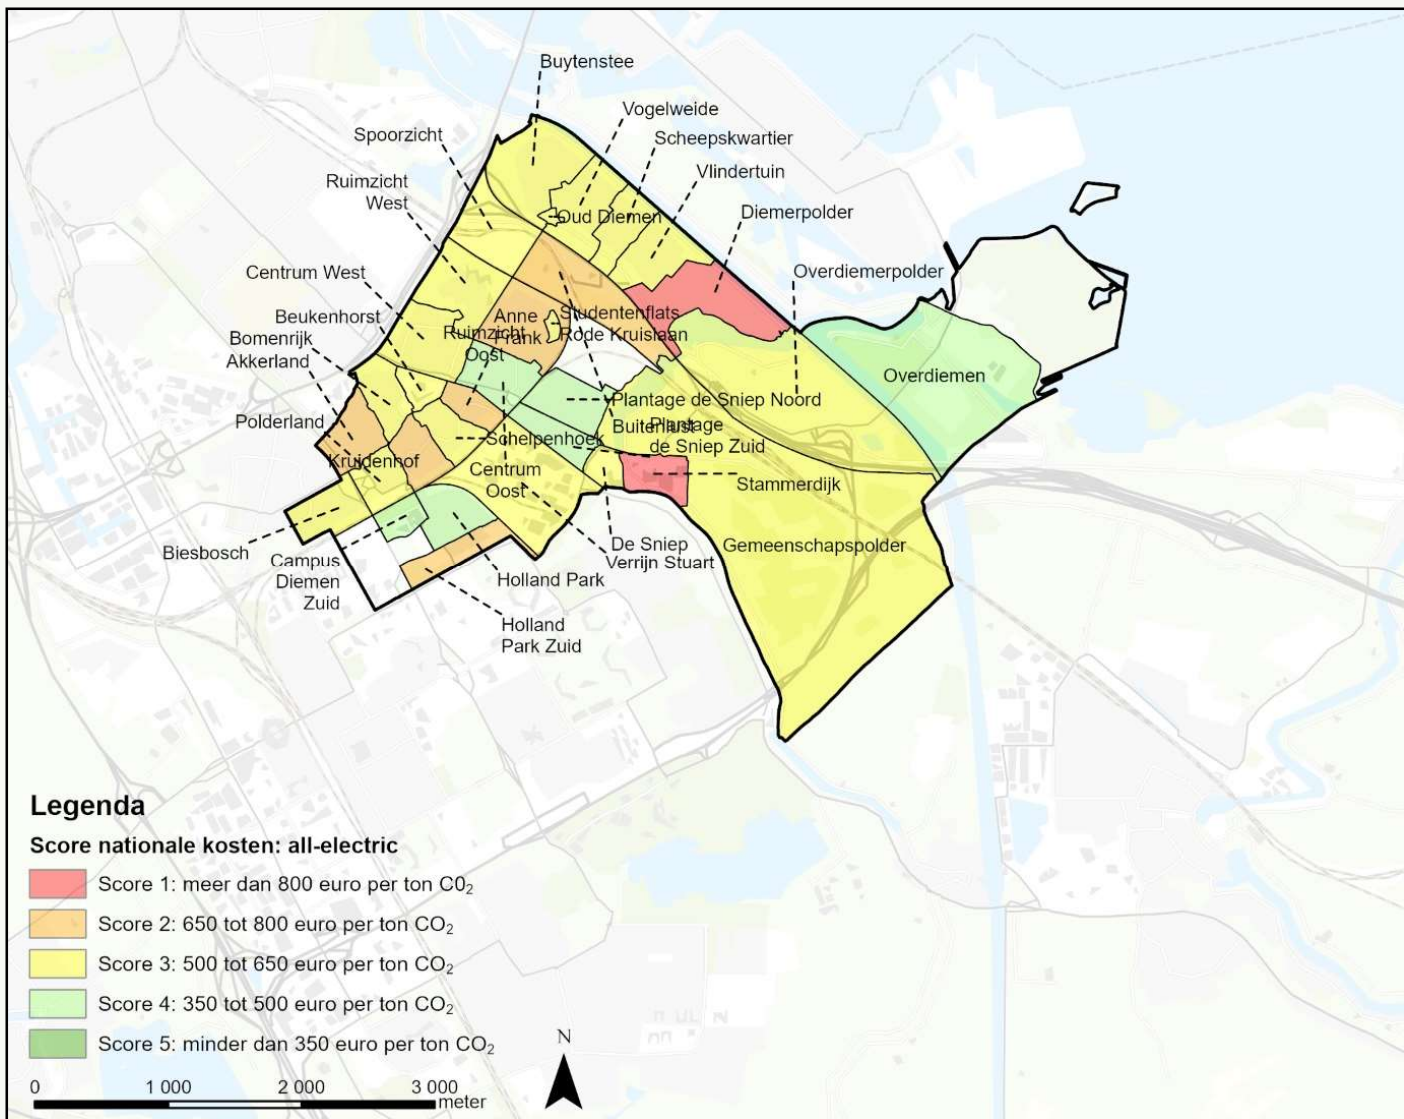 Buytenstee
Vogelweide
Spoorzicht
Scheepskwartier
Vlindertuin
Ruimzicht
West
Diemerpolder
Oud Diemen
Centrum West
Overdiemerpolder
Beukenhorst
Anne
Frank
Studentenflats
Rode Kruislaan
Bomenrijk
Ruimzicht
Oost
Akkerland
Overdiemen
Plantage de Sniep Noord
Polderland
Buitenlust
Plantage
de Sniep Zuid
Schelpenhoek
Kruidenhof
Centrum
Oost
Stammerdijk
Biesbosch
De Sniep
Verrijn Stuart
Gemeenschapspolder
Campus
Diemen
Zuid
Holland Park
Holland
Park Zuid
Legenda
Score nationale kosten: all-electric
Score 1: meer dan 800 euro per ton C0₂
Score 2: 650 tot 800 euro per ton CO₂
Score 3: 500 tot 650 euro per ton CO₂
Score 4: 350 tot 500 euro per ton CO₂
Score 5: minder dan 350 euro per ton CO₂
N
0 1 000 2 000 3 000
meter